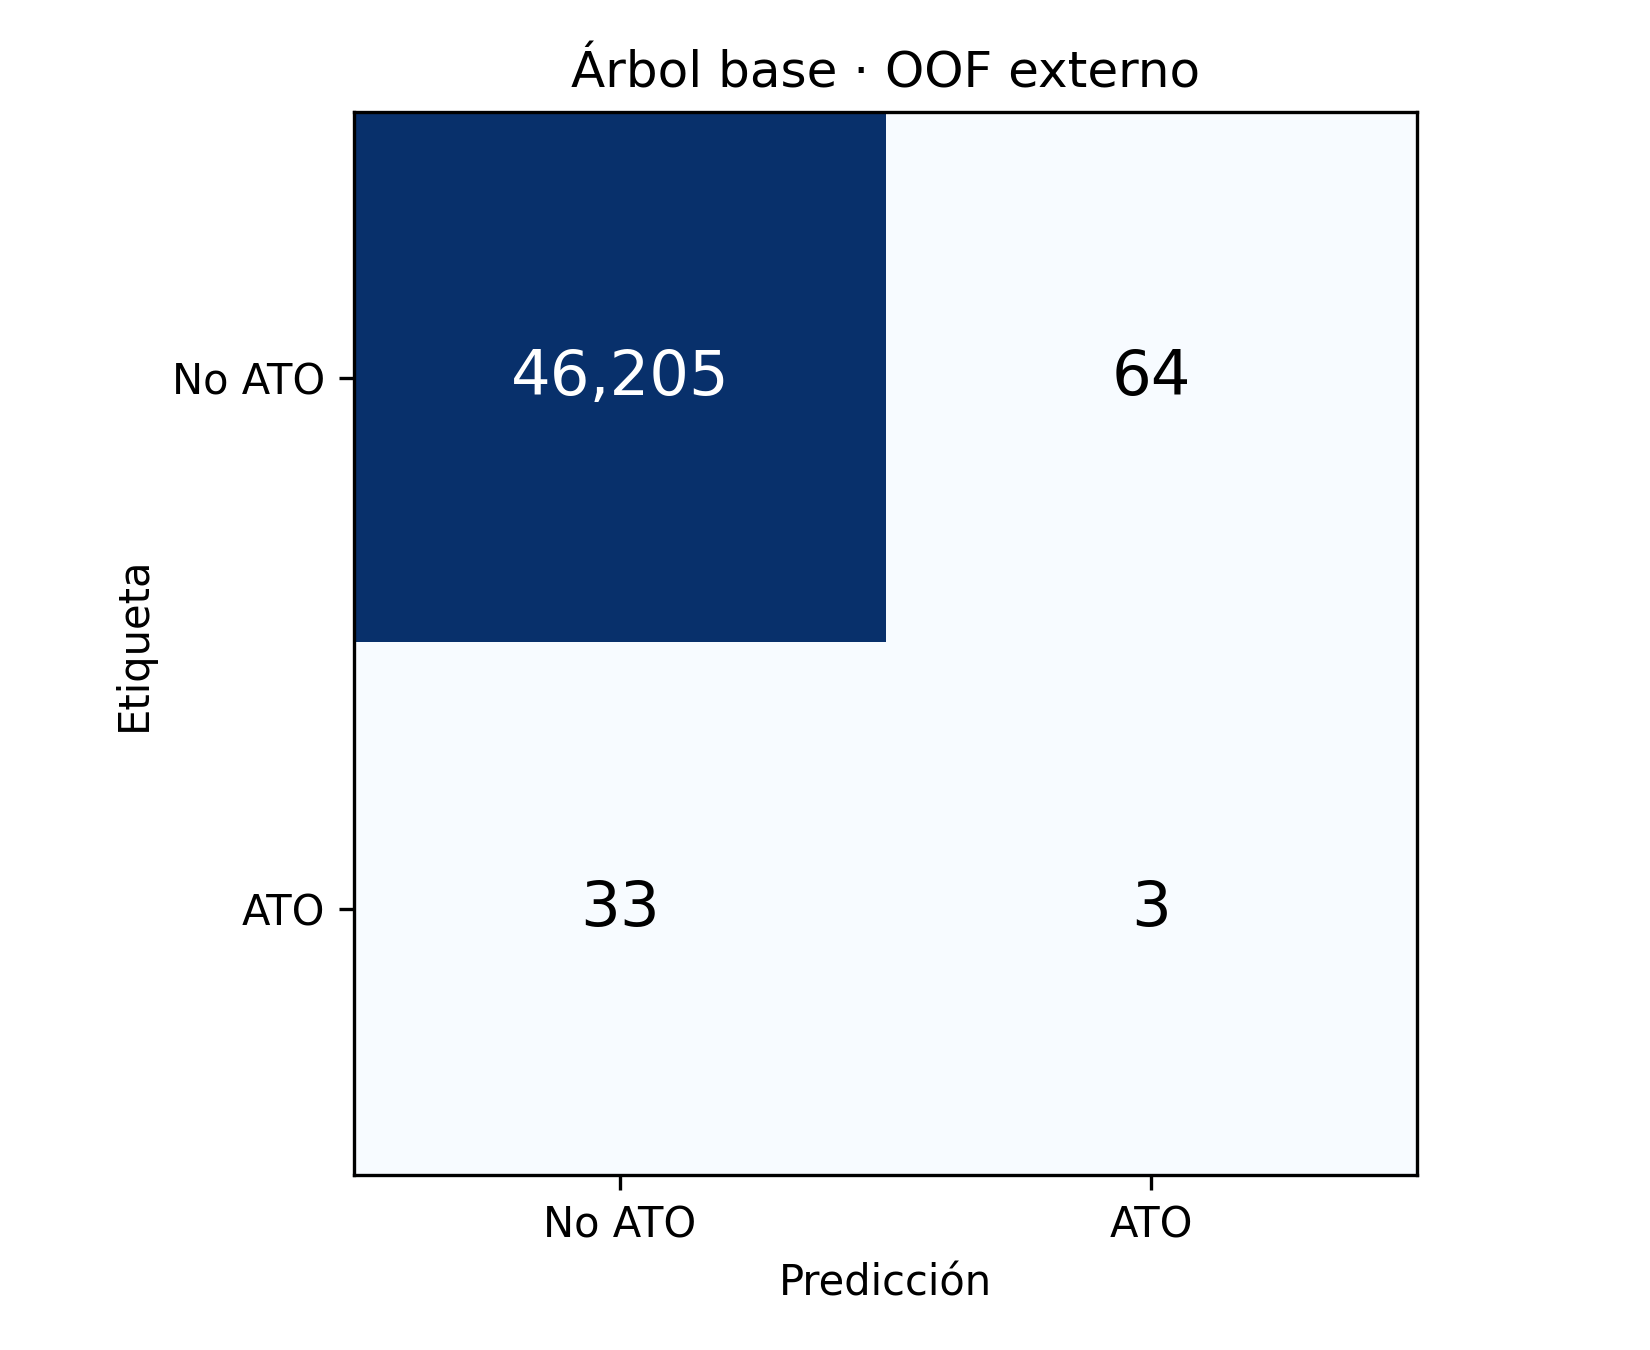 Árbol base · OOF externo
No ATO
46,205
64
Etiqueta
ATO
33
3
No ATO
ATO
Predicción